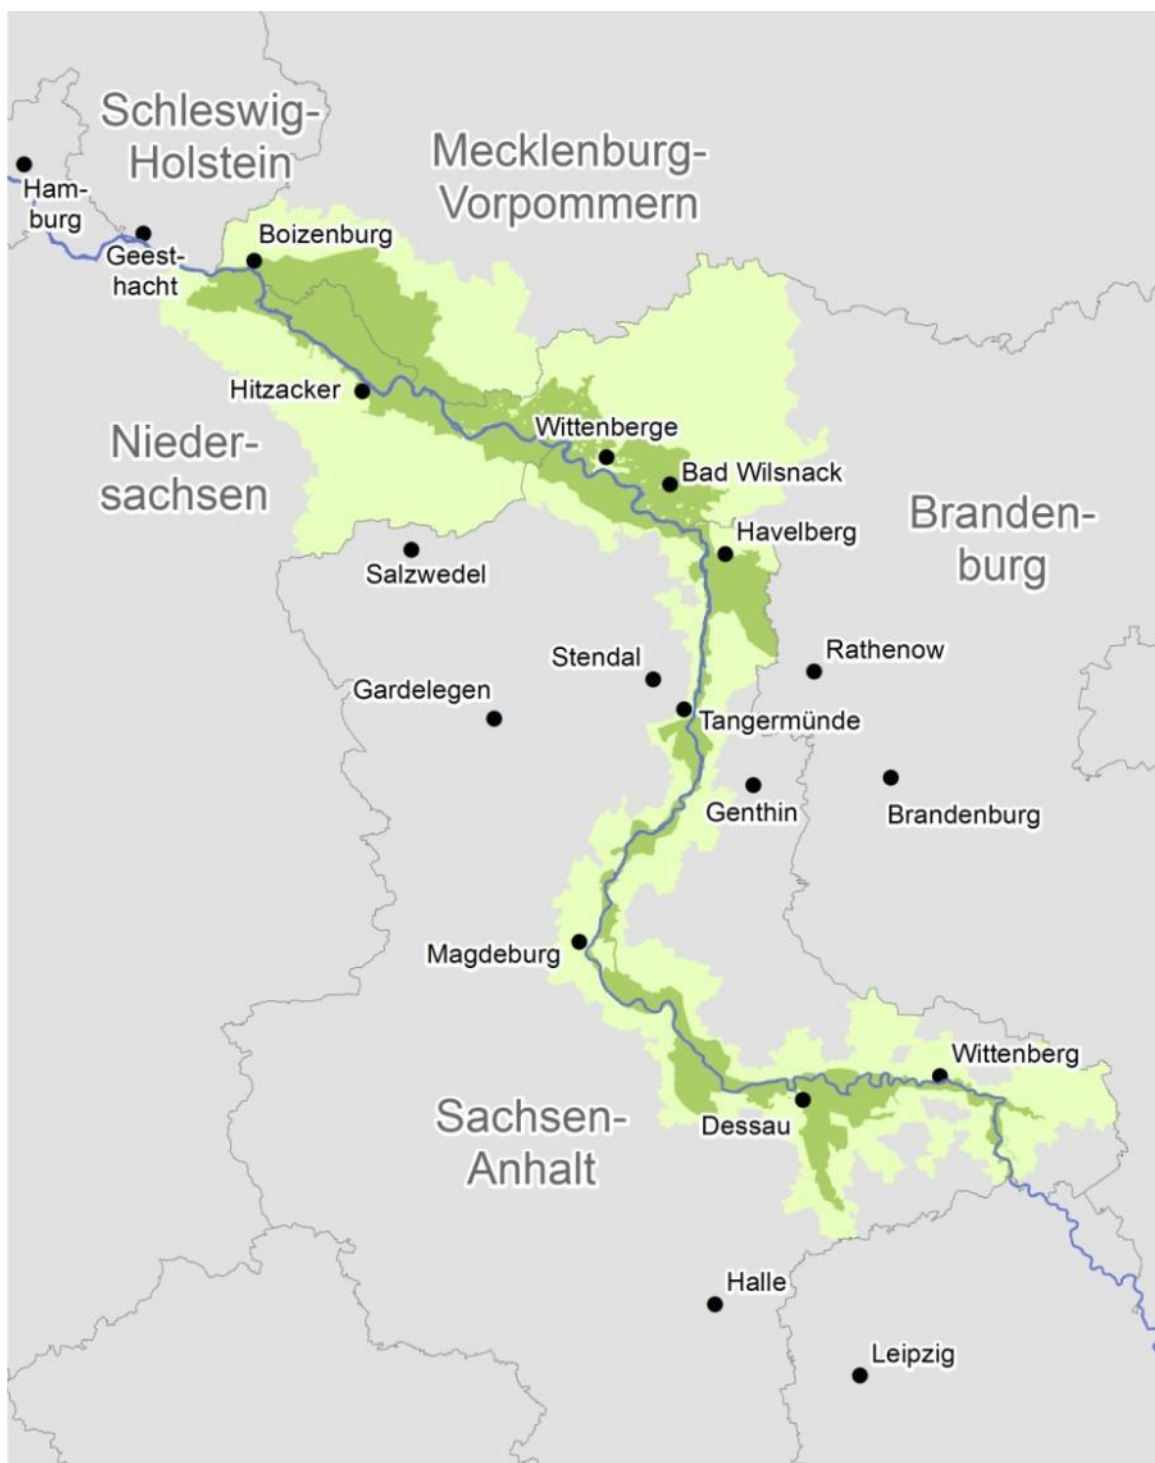 Schleswig-
Holstein
Mecklenburg-
Vorpommern
Ham-
burg
Geest-
hacht
Boizenburg
Hitzacker
Nieder-
sachsen
Wittenberge
Bad Wilsnack
Branden-
burg
Havelberg
Salzwedel
Stendal
Rathenow
Gardelegen
Tangermünde
Genthin
Brandenburg
Magdeburg
Wittenberg
Dessau
Sachsen-
Anhalt
Halle
Leipzig